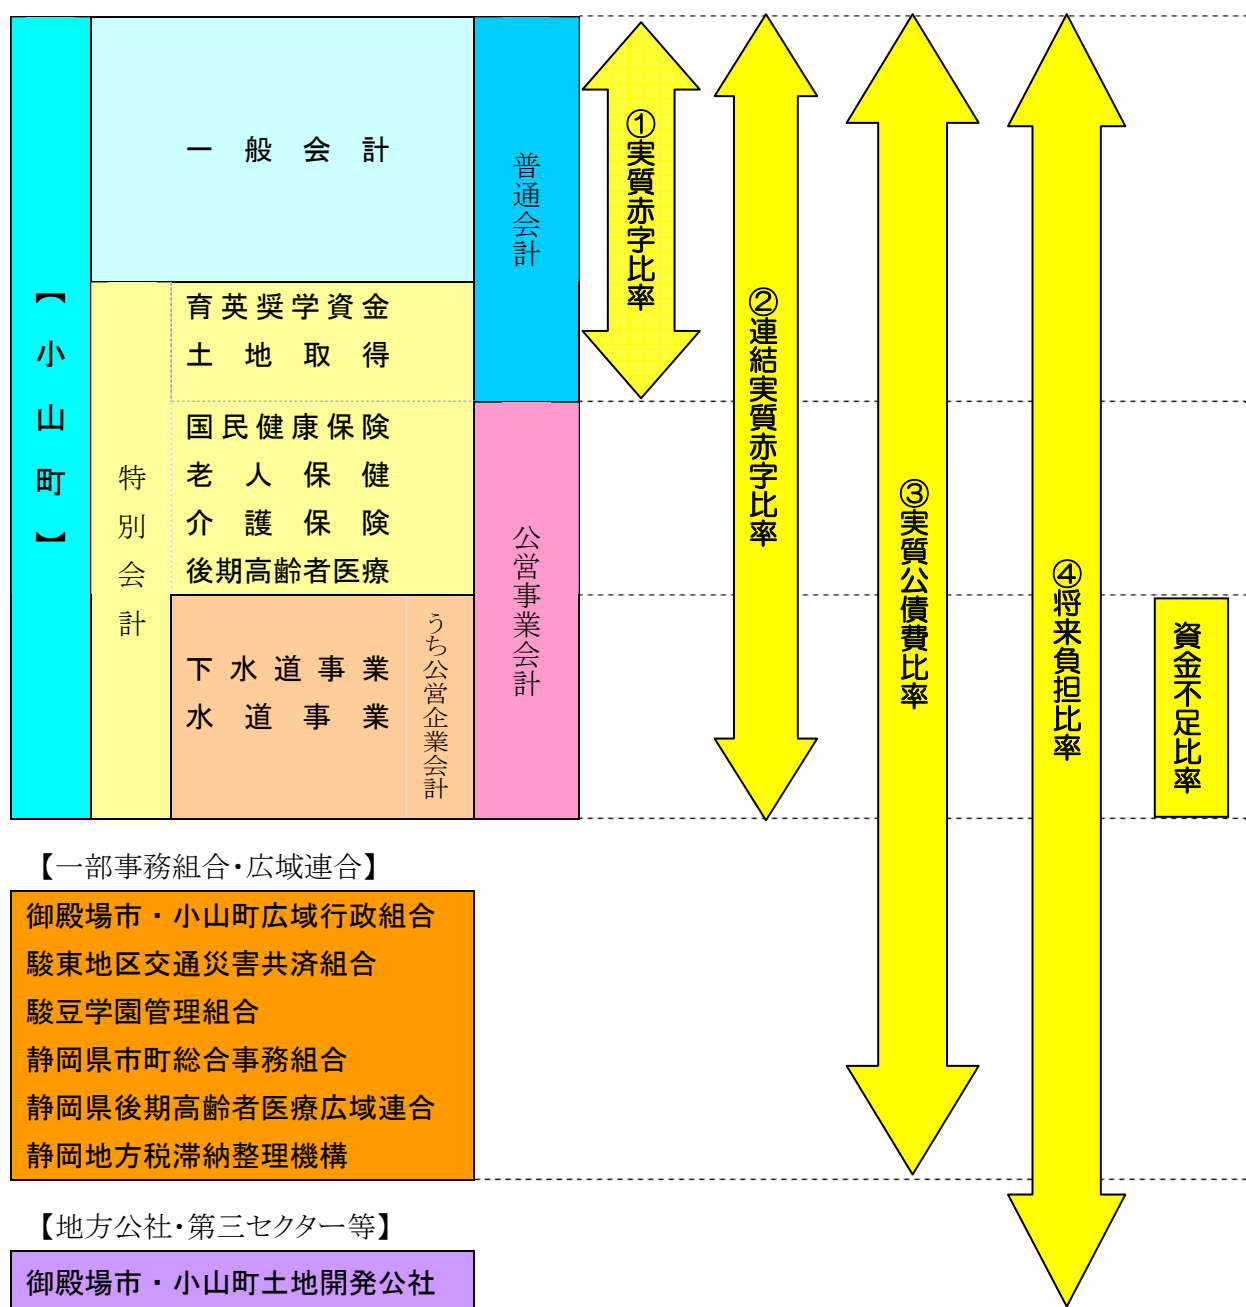 【小山町】
一般会計
特別会計
育英奨学資金
土地取得
国民健康保険
老人保健
介護保険
後期高齢者医療
下水道事業
水道事業
うち公営企業会計
普通会計
公営事業会計
①実質赤字比率
②連結実質赤字比率
③実質公債費比率
④将来負担比率
資金不足比率
【一部事務組合・広域連合】
御殿場市・小山町広域行政組合
駿東地区交通災害共済組合
駿豆学園管理組合
静岡県市町総合事務組合
静岡県後期高齢者医療広域連合
静岡地方税滞納整理機構
【地方公社・第三セクター等】
御殿場市・小山町土地開発公社